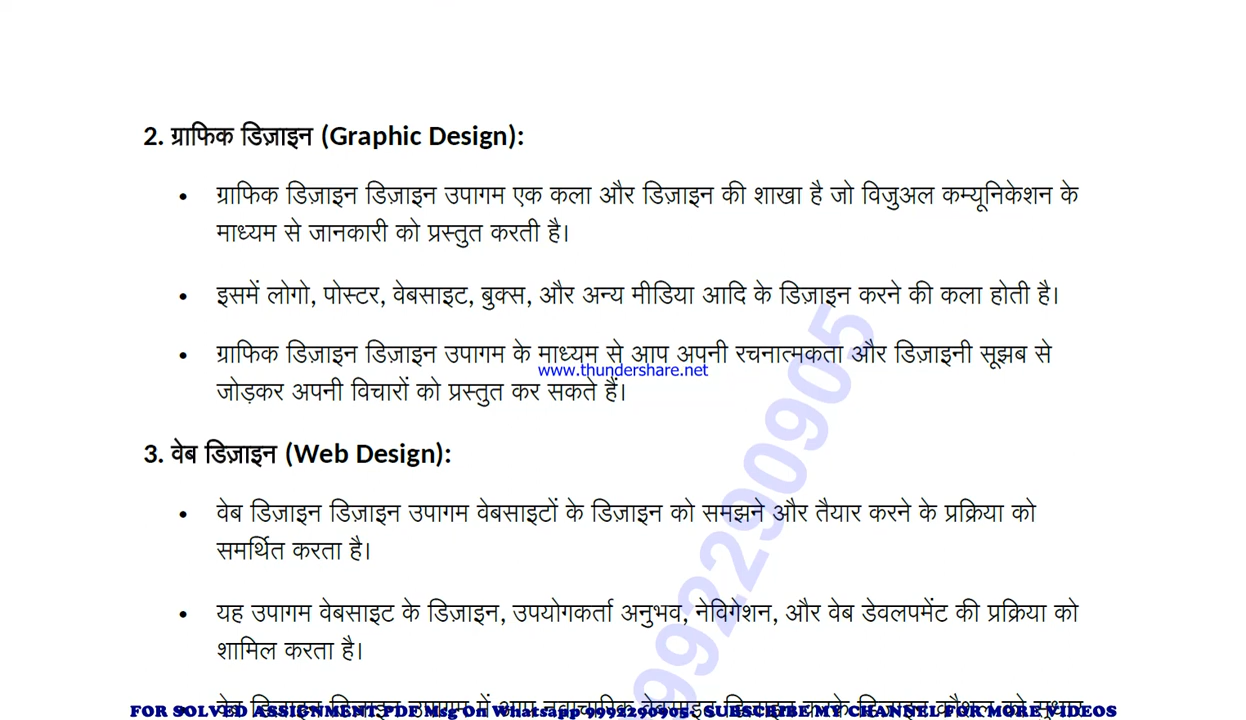 2. ग्राफिक डिज़ाइन (Graphic Design):
• ग्राफिक डिज़ाइन डिज़ाइन उपागम एक कला और डिज़ाइन की शाखा है जो विजुअल कम्यूनिकेशन के
माध्यम से जानकारी को प्रस्तुत करती है।
• इसमें लोगो, पोस्टर, वेबसाइट, बुक्स, और अन्य मीडिया आदि के डिज़ाइन करने की कला होती है।
• ग्राफिक डिज़ाइन डिज़ाइन उपागम के माध्यम से आप अपनी रचनात्मकता और डिज़ाइनी सूझब से
www.thundershare.net
जोड़कर अपनी विचारों को प्रस्तुत कर सकते हैं।
3. वेब डिज़ाइन (Web Design):
• वेब डिज़ाइन डिज़ाइन उपागम वेबसाइटों के डिज़ाइन को समझने और तैयार करने के प्रक्रिया को
समर्थित करता है।
• यह उपागम वेबसाइट के डिज़ाइन, उपयोगकर्ता अनुभव, नेविगेशन, और वेब डेवलपमेंट की प्रक्रिया को
शामिल करता है।
9992290905
FOR SOLVED ASSIGNMENT PDF Msg On Whatsapp 9992290905- SUBSCRIBE MY CHANNEL FOR MORE VIDEOS